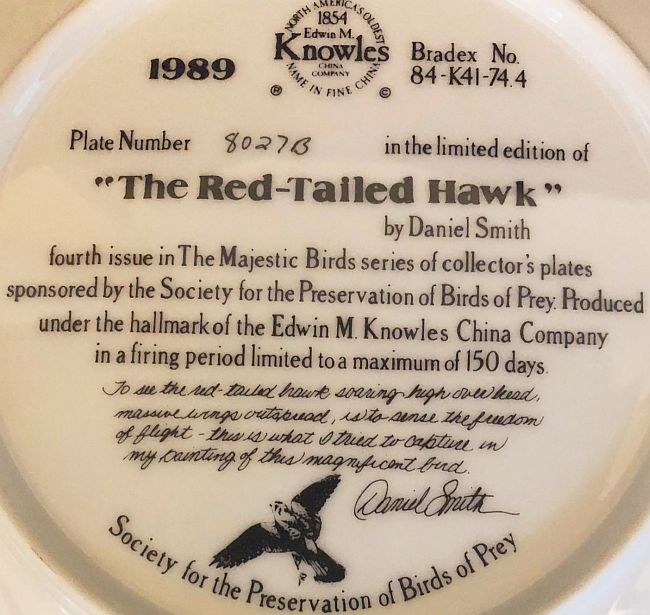 NORTH AMERICA'S OLDEST
1854
Edwin M.
Knowles
CHINA
COMPANY
NAME IN FINE CHINA
® ©
1989
Bradex No.
84-K41-74.4
Plate Number 8027B in the limited edition of
"The Red-Tailed Hawk"
by Daniel Smith
fourth issue in The Majestic Birds series of collector's plates
sponsored by the Society for the Preservation of Birds of Prey. Produced
under the hallmark of the Edwin M. Knowles China Company
in a firing period limited to a maximum of 150 days.
To see the red-tailed hawk soaring high overhead,
massive wings outspread, is to sense the freedom
of flight - this is what I tried to capture in
my painting of this magnificent bird.
Daniel Smith
Society for the Preservation of Birds of Prey